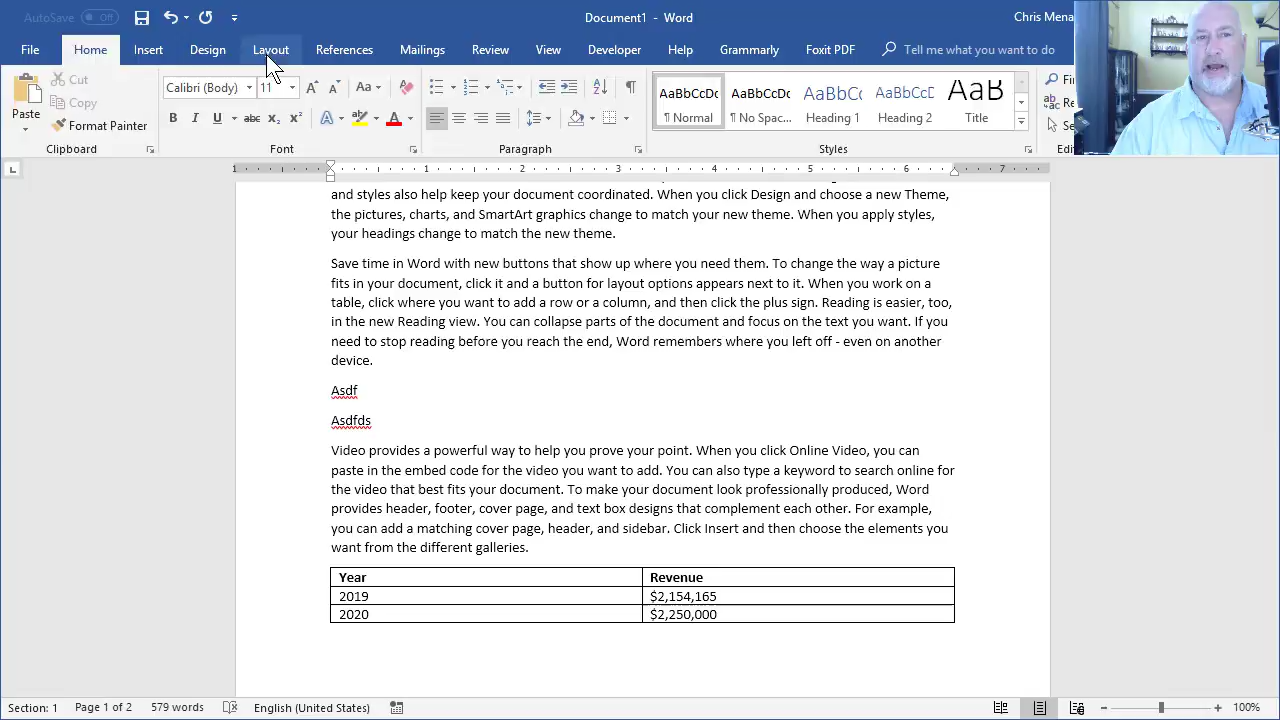 AutoSave Off Document1 - Word Chris Mena
File Home Insert Design Layout References Mailings Review View Developer Help Grammarly Foxit PDF Tell me what you want to do
Paste Cut Copy Format Painter
Clipboard
Calibri (Body) 11 Aa
B I U abc x₂ x² A A
Font
Paragraph
AaBbCcDc AaBbCcDc AaBbCc AaBbCcD AaB
¶ Normal ¶ No Spac... Heading 1 Heading 2 Title
Styles
1 1 2 3 4 5 6 7
and styles also help keep your document coordinated. When you click Design and choose a new Theme,
the pictures, charts, and SmartArt graphics change to match your new theme. When you apply styles,
your headings change to match the new theme.
Save time in Word with new buttons that show up where you need them. To change the way a picture
fits in your document, click it and a button for layout options appears next to it. When you work on a
table, click where you want to add a row or a column, and then click the plus sign. Reading is easier, too,
in the new Reading view. You can collapse parts of the document and focus on the text you want. If you
need to stop reading before you reach the end, Word remembers where you left off - even on another
device.
Asdf
Asdfds
Video provides a powerful way to help you prove your point. When you click Online Video, you can
paste in the embed code for the video you want to add. You can also type a keyword to search online for
the video that best fits your document. To make your document look professionally produced, Word
provides header, footer, cover page, and text box designs that complement each other. For example,
you can add a matching cover page, header, and sidebar. Click Insert and then choose the elements you
want from the different galleries.
Year Revenue
2019 $2,154,165
2020 $2,250,000
Section: 1 Page 1 of 2 579 words English (United States) 100%